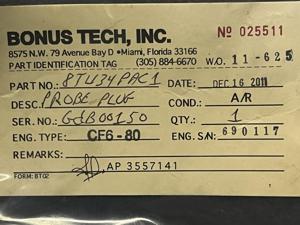 BONUS TECH, INC. Nº 025511
8575 N.W. 79 Avenue Bay D • Miami, Florida 33166
PART IDENTIFICATION TAG (305) 884-6670 W.O. 11-625
PART NO.: 8TU34PAC1 DATE: DEC 16 2011
DESC. PROBE PLUG COND.: A/R
SER. NO.: GdB00150 QTY.: 1
ENG. TYPE: CF6-80 ENG. S/N: 690117
REMARKS: AP 3557141
FORM: BT02